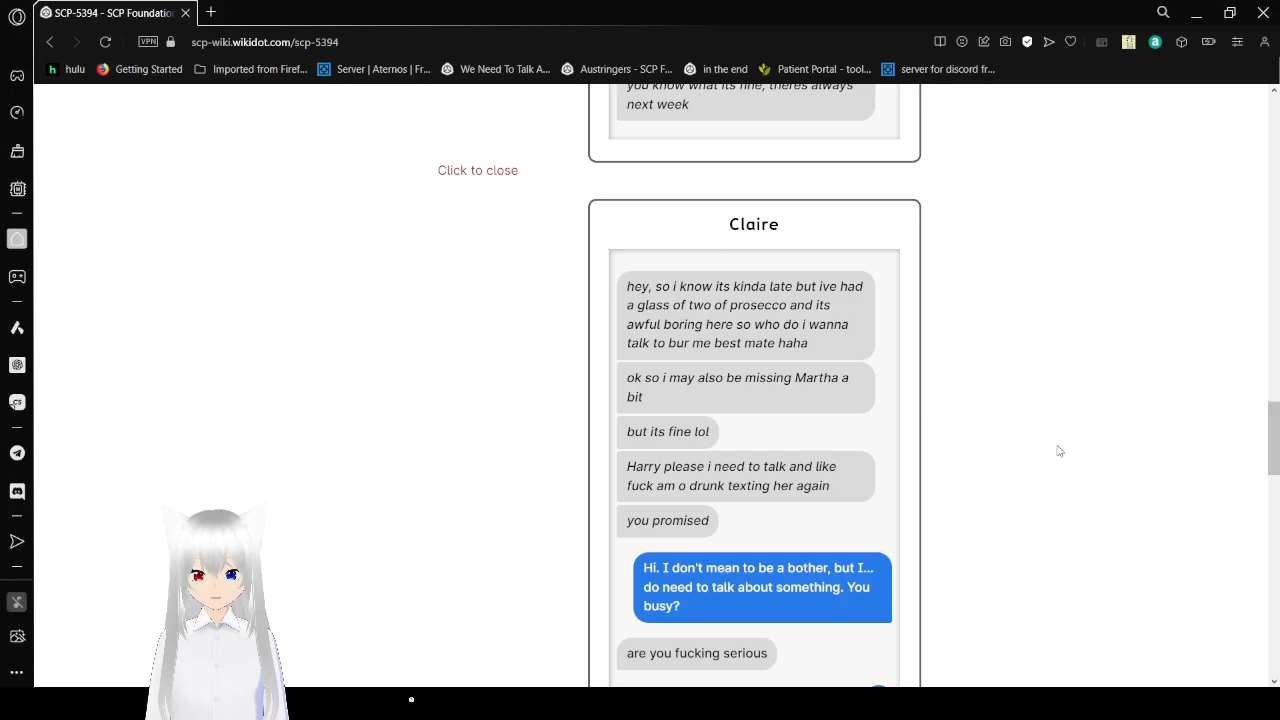 SCP-5394 - SCP Foundation
VPN
scp-wiki.wikidot.com/scp-5394
hulu
Getting Started
Imported from Firef...
Server | Aternos | Fr...
We Need To Talk A...
Austringers - SCP F...
in the end
Patient Portal - tool...
server for discord fr...
you know what its fine, theres always
next week
Click to close
Claire
hey, so i know its kinda late but ive had
a glass of two of prosecco and its
awful boring here so who do i wanna
talk to bur me best mate haha
ok so i may also be missing Martha a
bit
but its fine lol
Harry please i need to talk and like
fuck am o drunk texting her again
you promised
Hi. I don't mean to be a bother, but I...
do need to talk about something. You
busy?
are you fucking serious